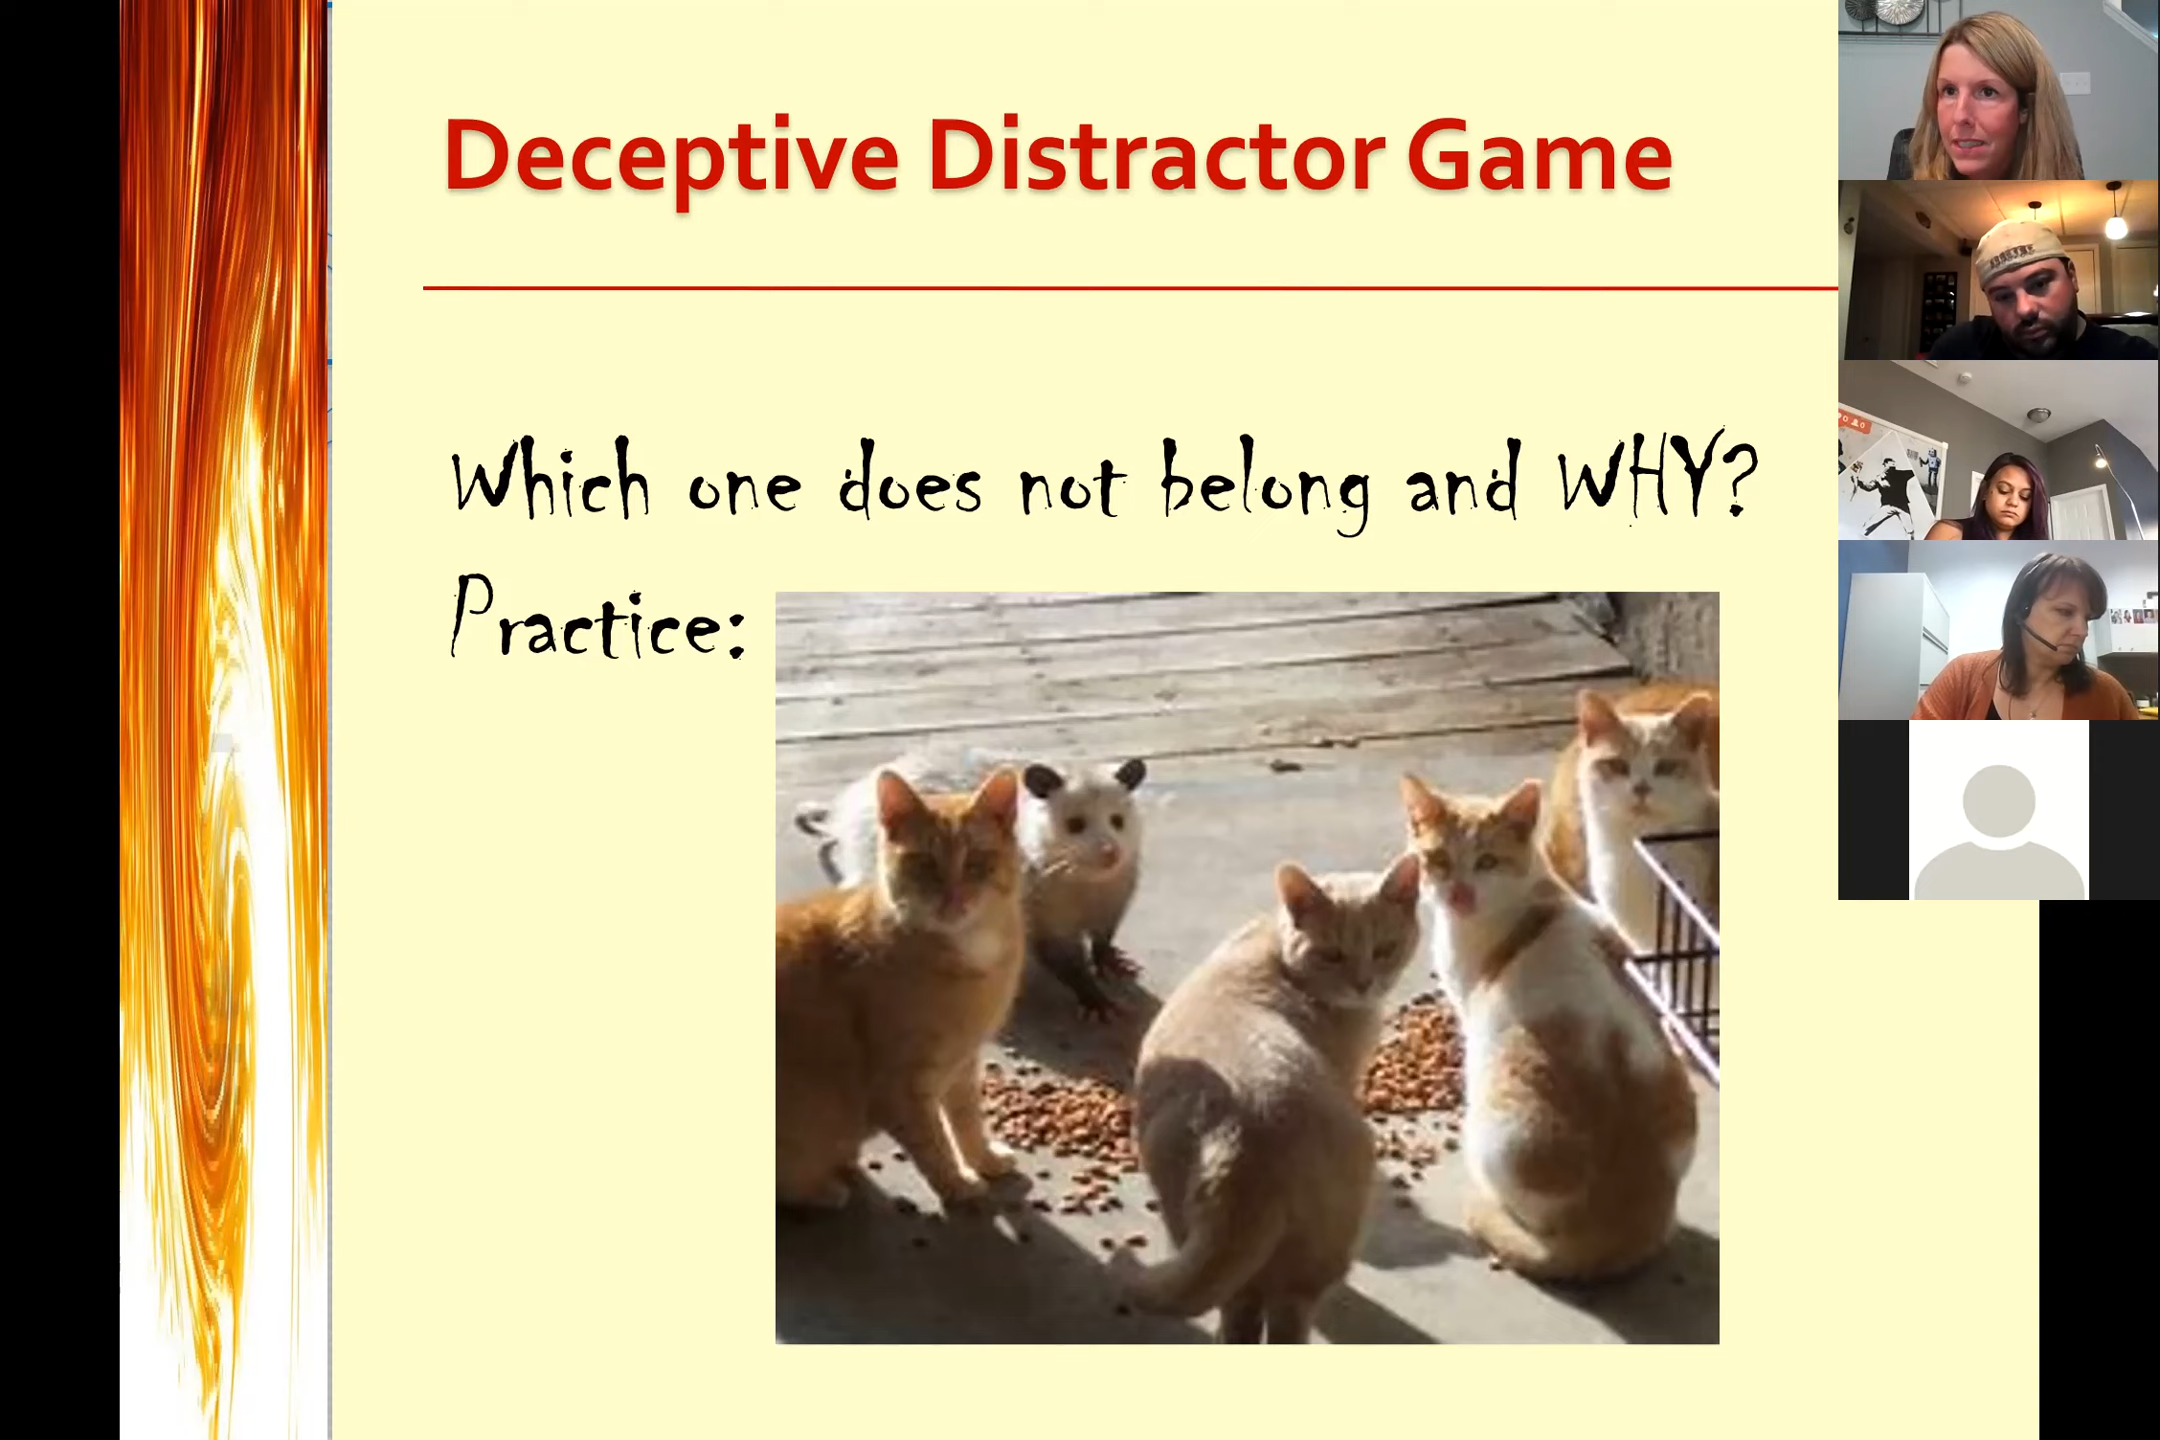 Deceptive Distractor Game
Which one does not belong and WHY?
Practice: